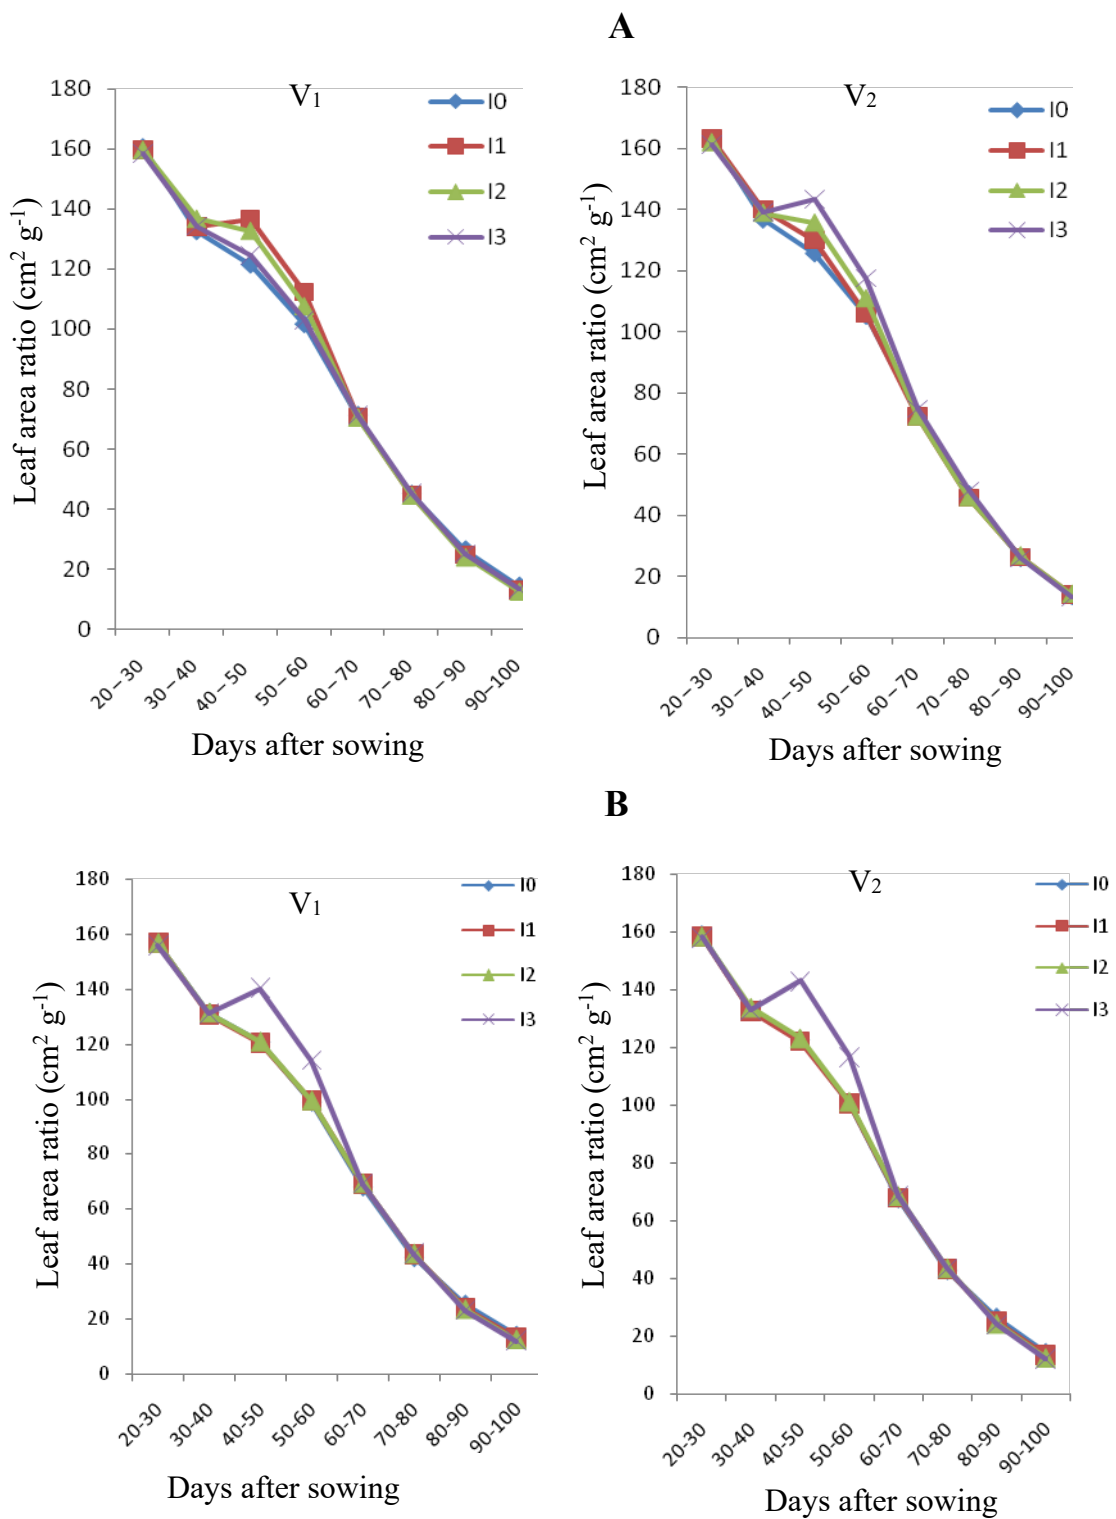 A
V1
I0
I1
I2
I3
180
160
140
120
100
80
60
40
20
0
Leaf area ratio (cm2 g-1)
20–30 30–40 40–50 50–60 60–70 70–80 80–90 90–100
Days after sowing
V2
I0
I1
I2
I3
180
160
140
120
100
80
60
40
20
0
Leaf area ratio (cm2 g-1)
20–30 30–40 40–50 50–60 60–70 70–80 80–90 90–100
Days after sowing
B
V1
I0
I1
I2
I3
180
160
140
120
100
80
60
40
20
0
Leaf area ratio (cm2 g-1)
20-30 30-40 40-50 50-60 60-70 70-80 80-90 90-100
Days after sowing
V2
I0
I1
I2
I3
180
160
140
120
100
80
60
40
20
0
Leaf area ratio (cm2 g-1)
20-30 30-40 40-50 50-60 60-70 70-80 80-90 90-100
Days after sowing